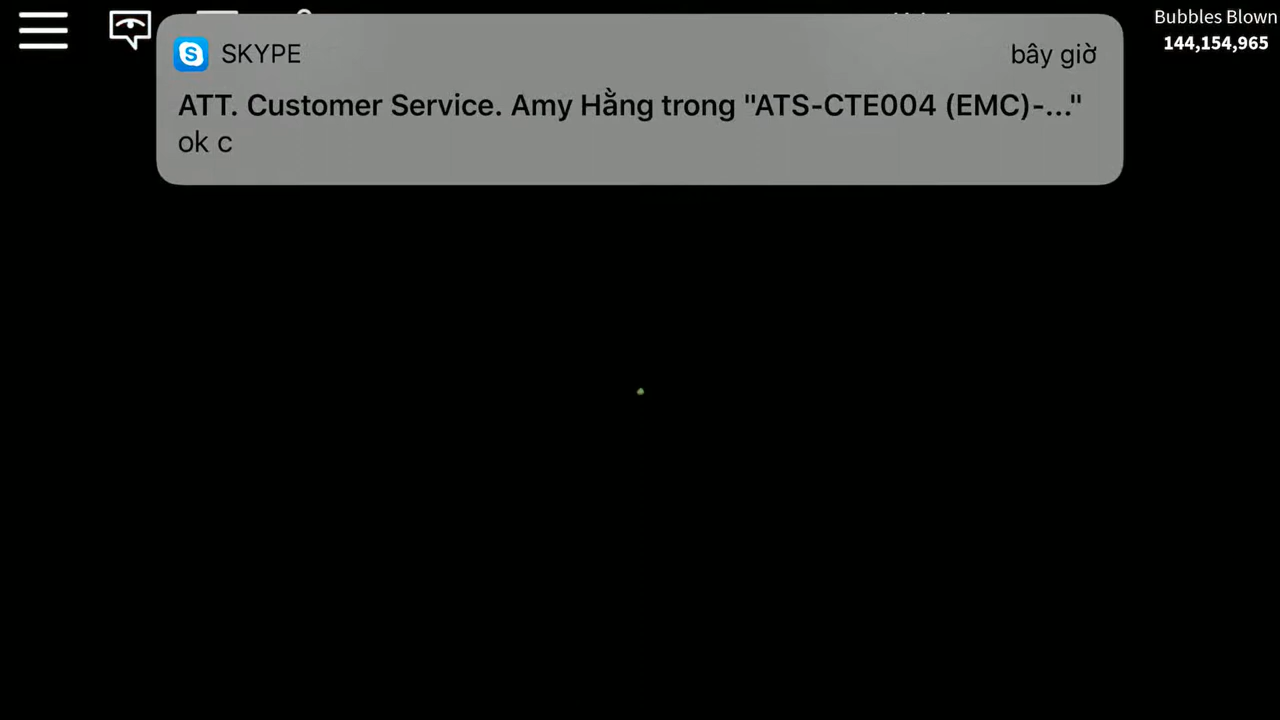 Bubbles Blown
144,154,965
SKYPE
bây giờ
ATT. Customer Service. Amy Hằng trong "ATS-CTE004 (EMC)-..."
ok c